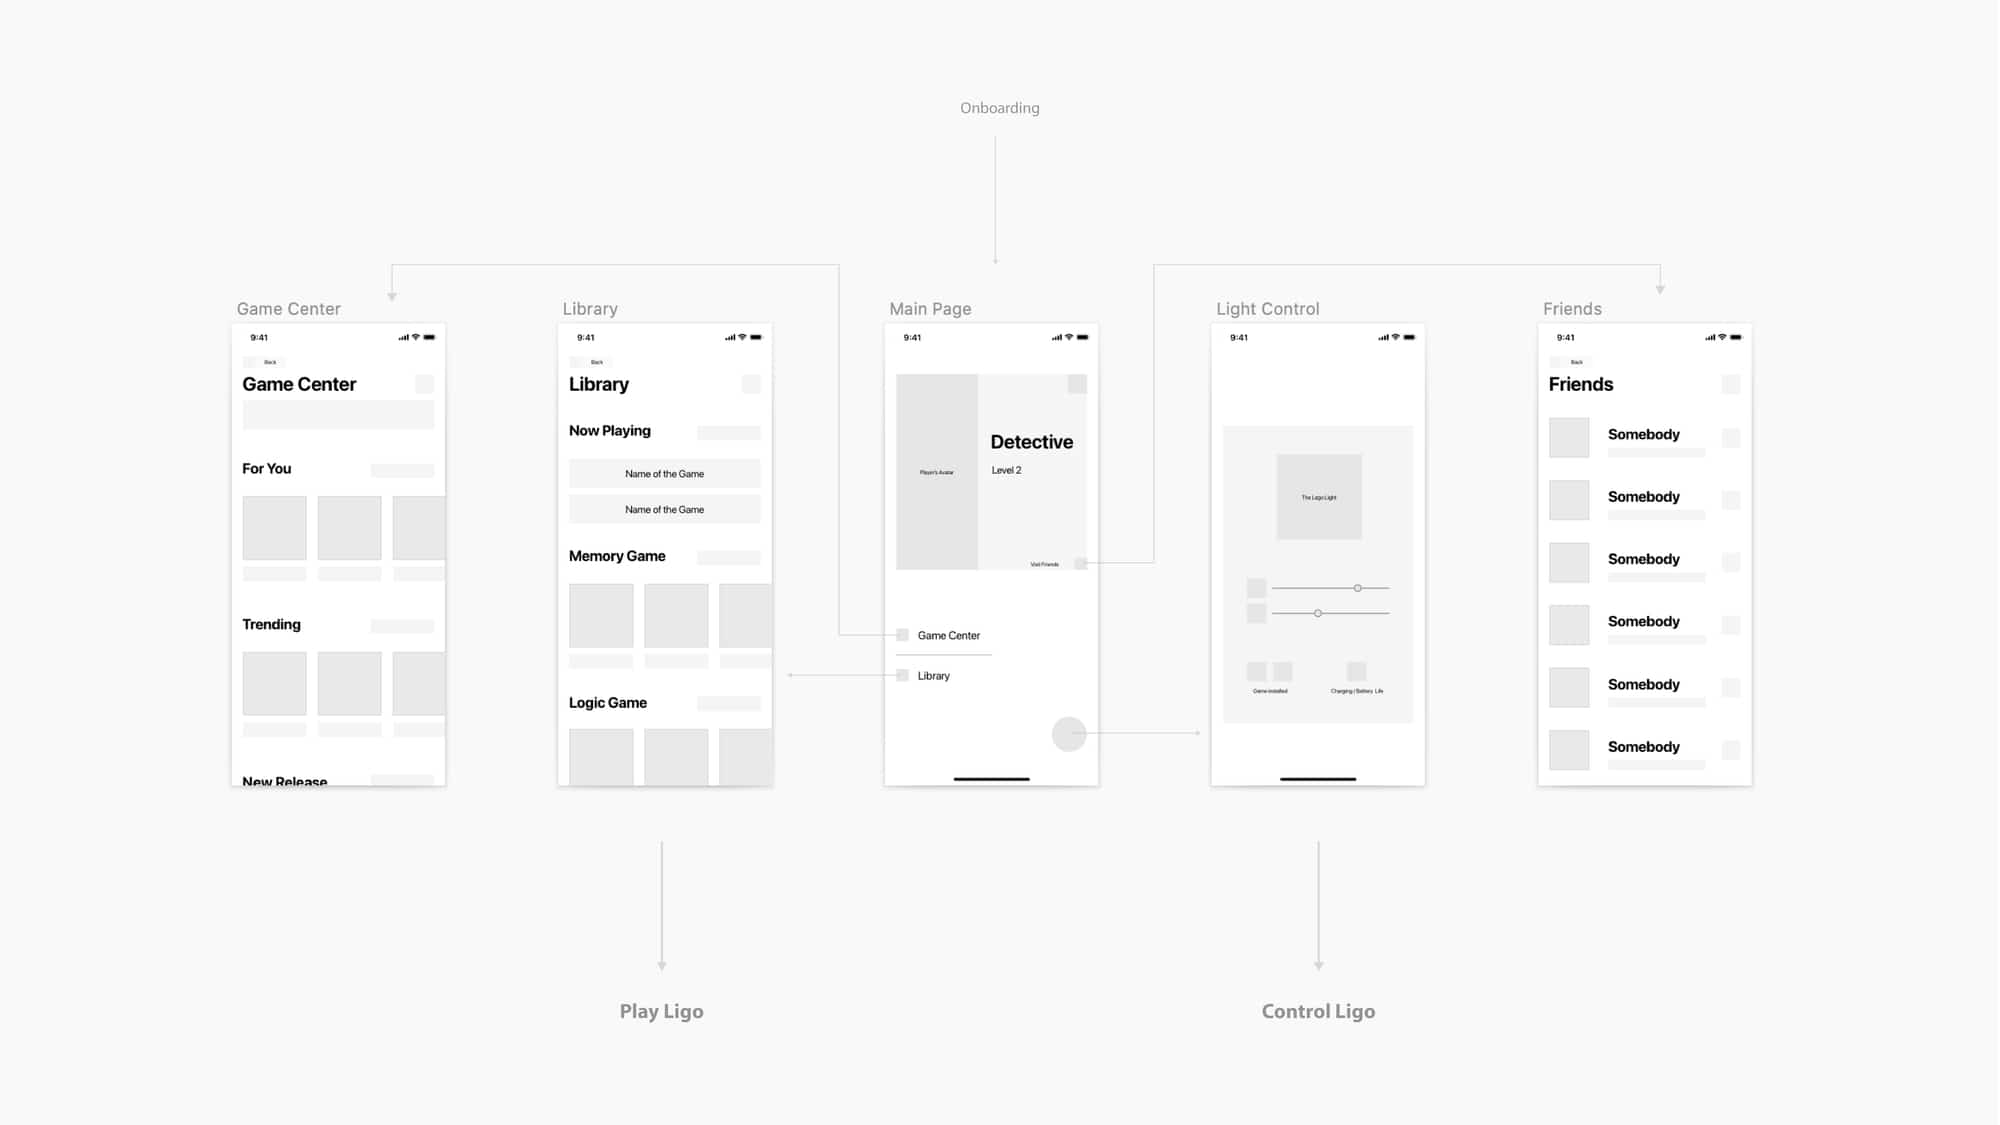 Onboarding
Game Center
9:41
Back
Game Center
For You
Trending
New Release
Library
9:41
Back
Library
Now Playing
Name of the Game
Name of the Game
Memory Game
Logic Game
Main Page
9:41
Player's Avatar
Detective
Level 2
Visit Friends
Game Center
Library
Light Control
9:41
The Lego Light
Game installed
Charging / Battery Life
Friends
9:41
Back
Friends
Somebody
Somebody
Somebody
Somebody
Somebody
Somebody
Play Ligo
Control Ligo